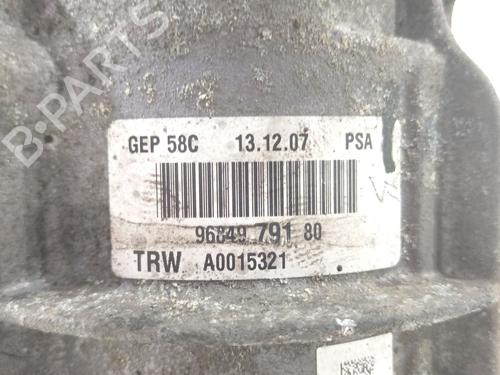 B-PARTS
GEP 58C 13.12.07 PSA
96849 791 80
TRW A0015321